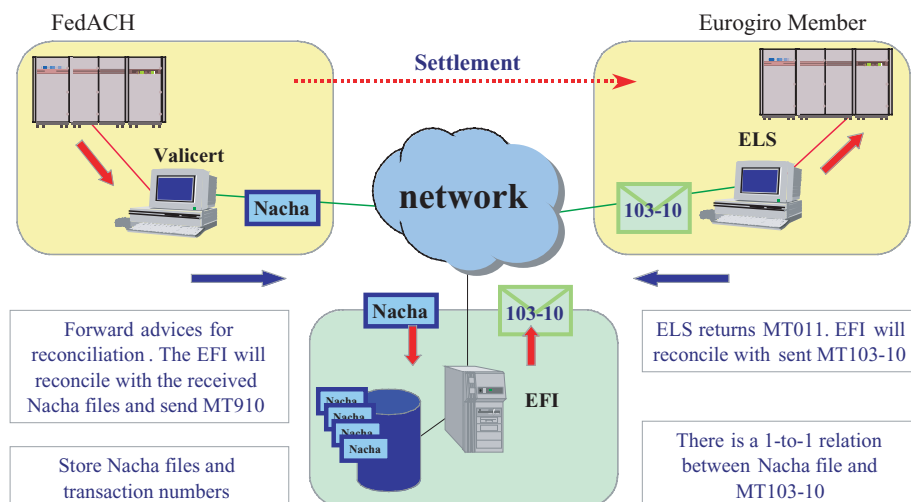 FedACH
Eurogiro Member
Settlement
Valicert
ELS
Nacha
network
103-10
Nacha
103-10
Forward advices for
reconciliation . The EFI will
reconcile with the received
Nacha files and send MT910
ELS returns MT011. EFI will
reconcile with sent MT103-10
Nacha
Nacha
Nacha
Nacha
EFI
Store Nacha files and
transaction numbers
There is a 1-to-1 relation
between Nacha file and
MT103-10